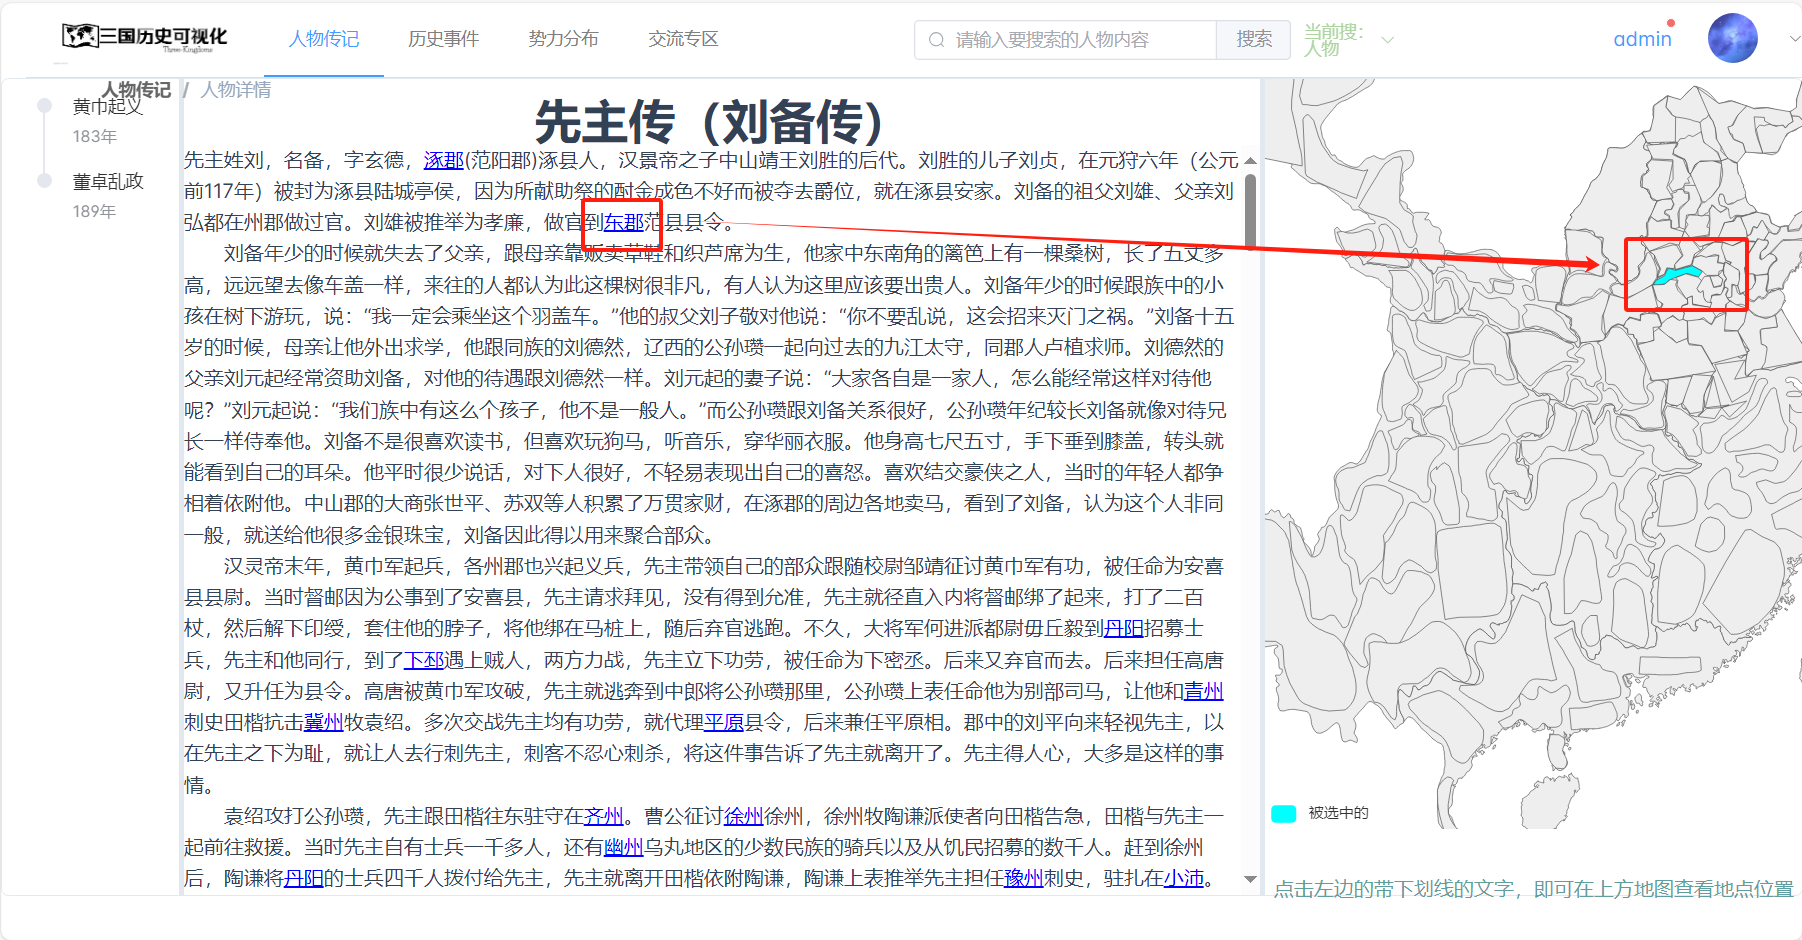 三国历史可视化
Three-Kingdoms
人物传记
历史事件
势力分布
交流专区
请输入要搜索的人物内容
搜索
当前搜：
人物
admin
人物传记 / 人物详情
黄巾起义
183年
董卓乱政
189年
先主传（刘备传）
先主姓刘，名备，字玄德，涿郡(范阳郡)涿县人，汉景帝之子中山靖王刘胜的后代。刘胜的儿子刘贞，在元狩六年（公元
前117年）被封为涿县陆城亭侯，因为所献助祭的酎金成色不好而被夺去爵位，就在涿县安家。刘备的祖父刘雄、父亲刘
弘都在州郡做过官。刘雄被推举为孝廉，做官到东郡范县县令。
刘备年少的时候就失去了父亲，跟母亲靠贩卖草鞋和织芦席为生，他家中东南角的篱笆上有一棵桑树，长了五丈多
高，远远望去像车盖一样，来往的人都认为此这棵树很非凡，有人认为这里应该要出贵人。刘备年少的时候跟族中的小
孩在树下游玩，说：“我一定会乘坐这个羽盖车。”他的叔父刘子敬对他说：“你不要乱说，这会招来灭门之祸。”刘备十五
岁的时候，母亲让他外出求学，他跟同族的刘德然，辽西的公孙瓒一起向过去的九江太守，同郡人卢植求师。刘德然的
父亲刘元起经常资助刘备，对他的待遇跟刘德然一样。刘元起的妻子说：“大家各自是一家人，怎么能经常这样对待他
呢？”刘元起说：“我们族中有这么个孩子，他不是一般人。”而公孙瓒跟刘备关系很好，公孙瓒年纪较长刘备就像对待兄
长一样侍奉他。刘备不是很喜欢读书，但喜欢玩狗马，听音乐，穿华丽衣服。他身高七尺五寸，手下垂到膝盖，转头就
能看到自己的耳朵。他平时很少说话，对下人很好，不轻易表现出自己的喜怒。喜欢结交豪侠之人，当时的年轻人都争
相着依附他。中山郡的大商张世平、苏双等人积累了万贯家财，在涿郡的周边各地卖马，看到了刘备，认为这个人非同
一般，就送给他很多金银珠宝，刘备因此得以用来聚合部众。
汉灵帝末年，黄巾军起兵，各州郡也兴起义兵，先主带领自己的部众跟随校尉邹靖征讨黄巾军有功，被任命为安喜
县县尉。当时督邮因为公事到了安喜县，先主请求拜见，没有得到允准，先主就径直入内将督邮绑了起来，打了二百
杖，然后解下印绶，套住他的脖子，将他绑在马桩上，随后弃官逃跑。不久，大将军何进派都尉毋丘毅到丹阳招募士
兵，先主和他同行，到了下邳遇上贼人，两方力战，先主立下功劳，被任命为下密丞。后来又弃官而去。后来担任高唐
尉，又升任为县令。高唐被黄巾军攻破，先主就逃奔到中郎将公孙瓒那里，公孙瓒上表任命他为别部司马，让他和青州
刺史田楷抗击冀州牧袁绍。多次交战先主均有功劳，就代理平原县令，后来兼任平原相。郡中的刘平向来轻视先主，以
在先主之下为耻，就让人去行刺先主，刺客不忍心刺杀，将这件事告诉了先主就离开了。先主得人心，大多是这样的事
情。
袁绍攻打公孙瓒，先主跟田楷往东驻守在齐州。曹公征讨徐州徐州，徐州牧陶谦派使者向田楷告急，田楷与先主一
起前往救援。当时先主自有士兵一千多人，还有幽州乌丸地区的少数民族的骑兵以及从饥民招募的数千人。赶到徐州
后，陶谦将丹阳的士兵四千人拨付给先主，先主就离开田楷依附陶谦，陶谦上表推举先主担任豫州刺史，驻扎在小沛。
被选中的
点击左边的带下划线的文字，即可在上方地图查看地点位置